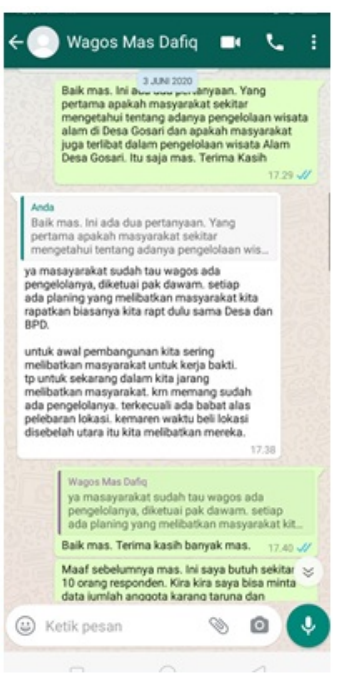 Wagos Mas Dafiq
3 JUNI 2020
Baik mas. Ini ada dua pertanyaan. Yang
pertama apakah masyarakat sekitar
mengetahui tentang adanya pengelolaan wisata
alam di Desa Gosari dan apakah masyarakat
juga terlibat dalam pengelolaan wisata Alam
Desa Gosari. Itu saja mas. Terima Kasih
17.29
Anda
Baik mas. Ini ada dua pertanyaan. Yang
pertama apakah masyarakat sekitar
mengetahui tentang adanya pengelolaan wis...
ya masayarakat sudah tau wagos ada
pengelolanya, diketuai pak dawam. setiap
ada planing yang melibatkan masyarakat kita
rapatkan biasanya kita rapt dulu sama Desa dan
BPD.
untuk awal pembangunan kita sering
melibatkan masyarakat untuk kerja bakti.
tp untuk sekarang dalam kita jarang
melibatkan masyarakat. krn memang sudah
ada pengelolanya. terkecuali ada babat alas
pelebaran lokasi. kemaren waktu beli lokasi
disebelah utara itu kita melibatkan mereka.
17.38
Wagos Mas Dafiq
ya masayarakat sudah tau wagos ada
pengelolanya, diketuai pak dawam. setiap
ada planing yang melibatkan masyarakat kit...
Baik mas. Terima kasih banyak mas.
17.40
Maaf sebelumnya mas. Ini saya butuh sekitar
10 orang responden. Kira kira saya bisa minta
data jumlah anggota karang taruna dan
Ketik pesan